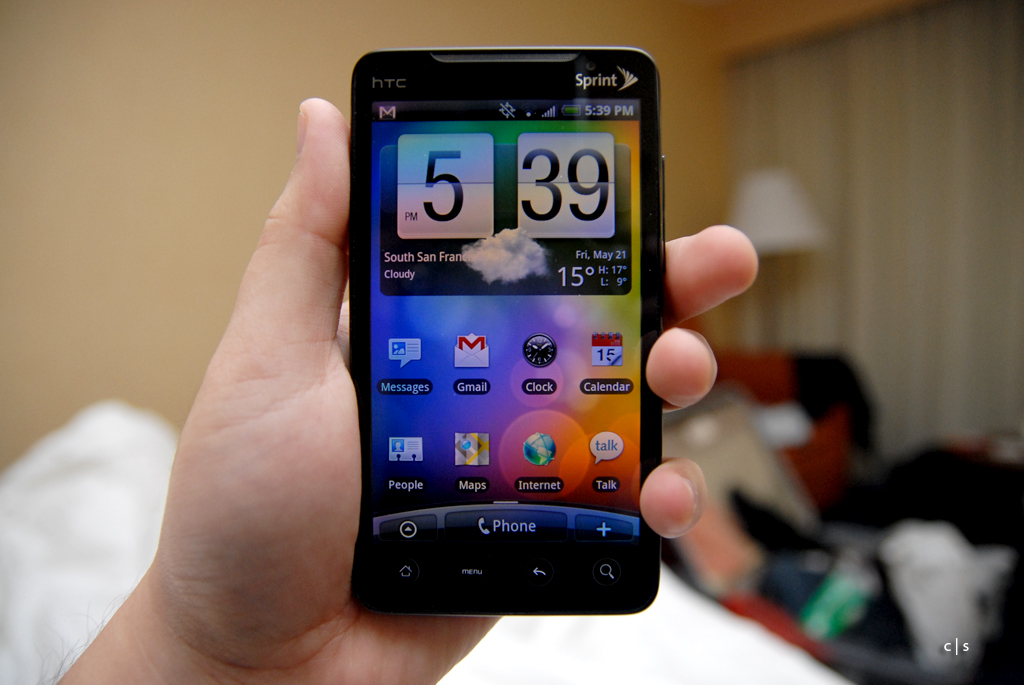 hTC Sprint
5:39 PM
PM 5 39
South San Fran
Fri, May 21
Cloudy
15° H: 17°
L: 9°
15
Messages Gmail Clock Calendar
talk
People Maps Internet Talk
Phone
menu
c|s